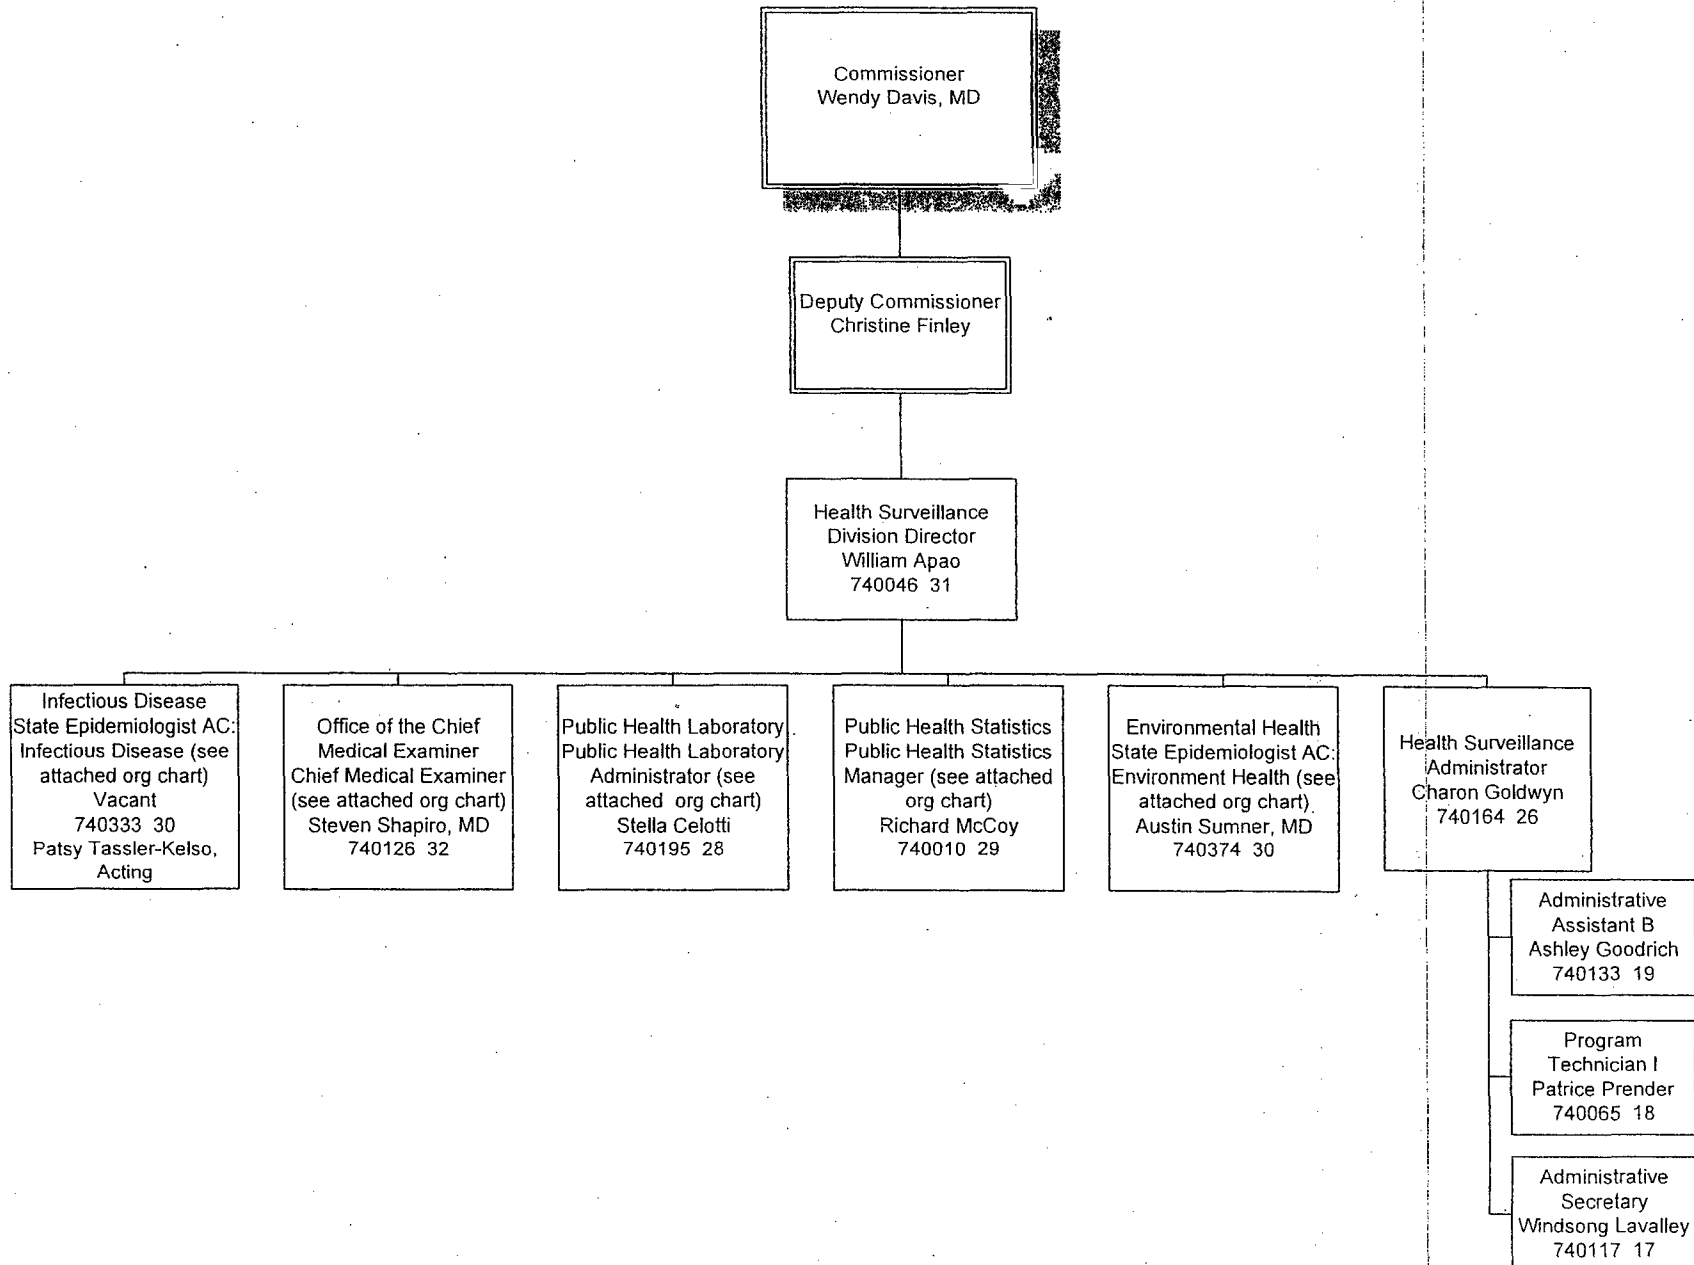 Commissioner
Wendy Davis, MD
Deputy Commissioner
Christine Finley
Health Surveillance
Division Director
William Apao
740046 31
Infectious Disease
State Epidemiologist AC:
Infectious Disease (see
attached org chart)
Vacant
740333 30
Patsy Tassler-Kelso,
Acting
Office of the Chief
Medical Examiner
Chief Medical Examiner
(see attached org chart)
Steven Shapiro, MD
740126 32
Public Health Laboratory
Public Health Laboratory
Administrator (see
attached org chart)
Stella Celotti
740195 28
Public Health Statistics
Public Health Statistics
Manager (see attached
org chart)
Richard McCoy
740010 29
Environmental Health
State Epidemiologist AC:
Environment Health (see
attached org chart)
Austin Sumner, MD
740374 30
Health Surveillance
Administrator
Charon Goldwyn
740164 26
Administrative
Assistant B
Ashley Goodrich
740133 19
Program
Technician I
Patrice Prender
740065 18
Administrative
Secretary
Windsong Lavalley
740117 17